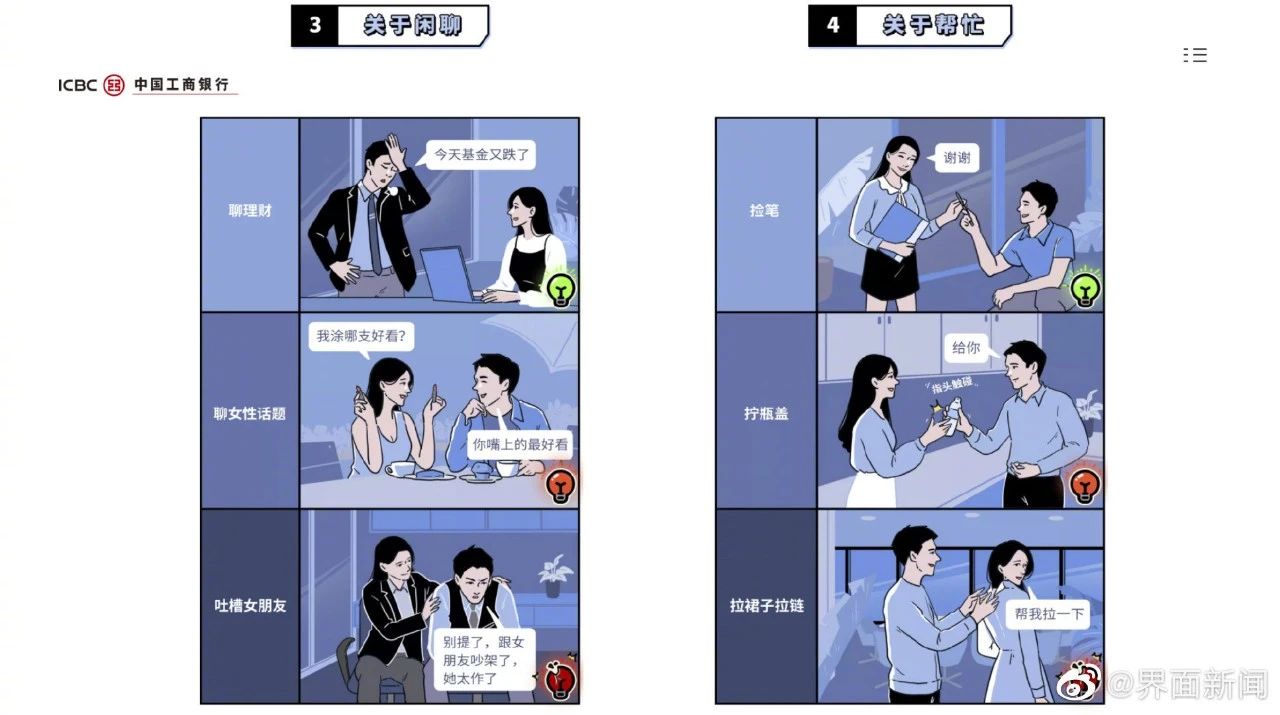 3 关于闲聊
4 关于帮忙
ICBC 中国工商银行
聊理财
今天基金又跌了
聊女性话题
我涂哪支好看？
你嘴上的最好看
吐槽女朋友
别提了，跟女
朋友吵架了，
她太作了
捡笔
谢谢
拧瓶盖
给你
指头触碰
拉裙子拉链
帮我拉一下
@界面新闻